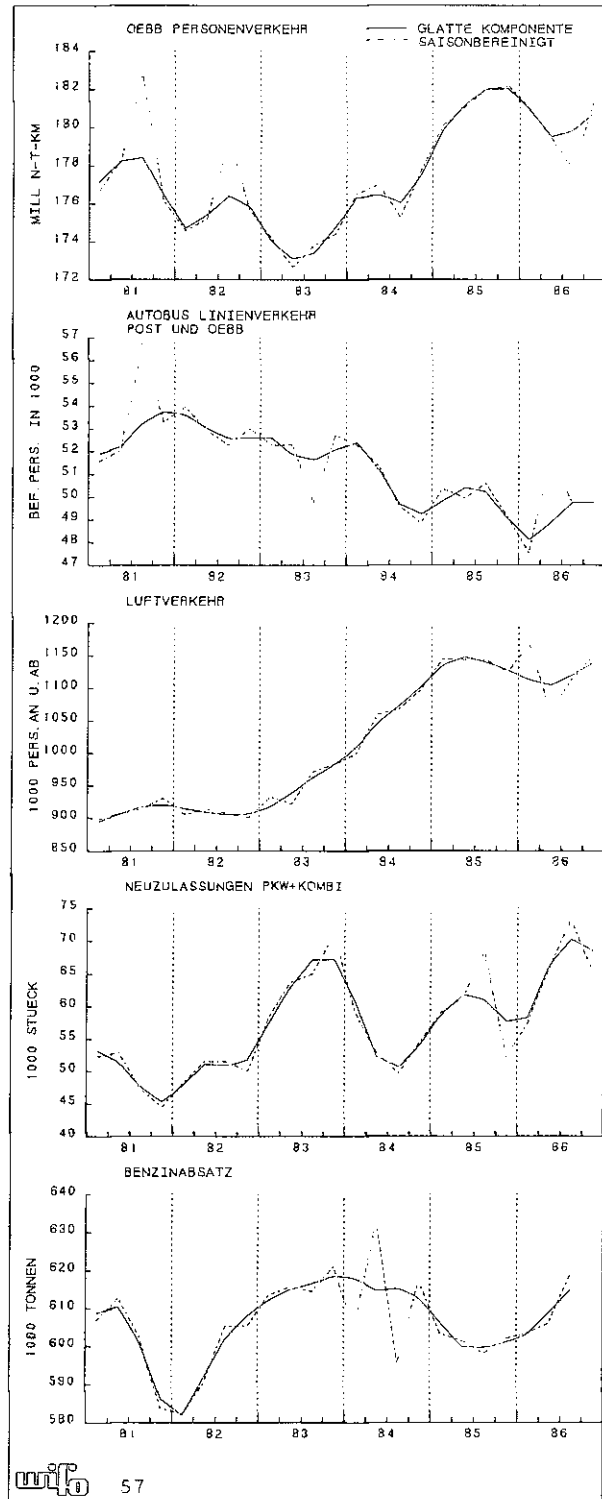 OEBB PERSONENVERKEHR
GLATTE KOMPONENTE
SAISONBEREINIGT
MILL N-T-KM
184
182
180
178
176
174
172
81 82 83 84 85 86
AUTOBUS LINIENVERKEHR
POST UND OEBB
BEF. PERS. IN 1000
57
56
55
54
53
52
51
50
49
48
47
81 82 83 84 85 86
LUFTVERKEHR
1000 PERS. AN U. AB
1200
1150
1100
1050
1000
950
900
850
81 82 83 84 85 86
NEUZULASSUNGEN PKW+KOMBI
1000 STUECK
75
70
65
60
55
50
45
40
81 82 83 84 85 86
BENZINABSATZ
1000 TONNEN
640
630
620
610
600
590
580
81 82 83 84 85 86
wifo 57